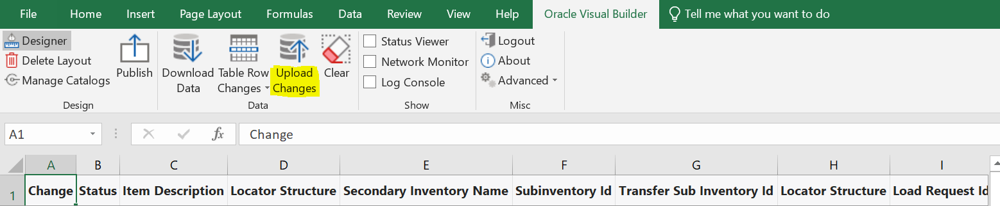 File Home Insert Page Layout Formulas Data Review View Help Oracle Visual Builder Tell me what you want to do
Designer
Delete Layout
Manage Catalogs
Design
Publish
Download
Data
Table Row
Changes
Upload
Changes
Clear
Data
Status Viewer
Network Monitor
Log Console
Show
Logout
About
Advanced
Misc
A1 fx Change
A B C D E F G H I
1 Change Status Item Description Locator Structure Secondary Inventory Name Subinventory Id Transfer Sub Inventory Id Locator Structure Load Request Id